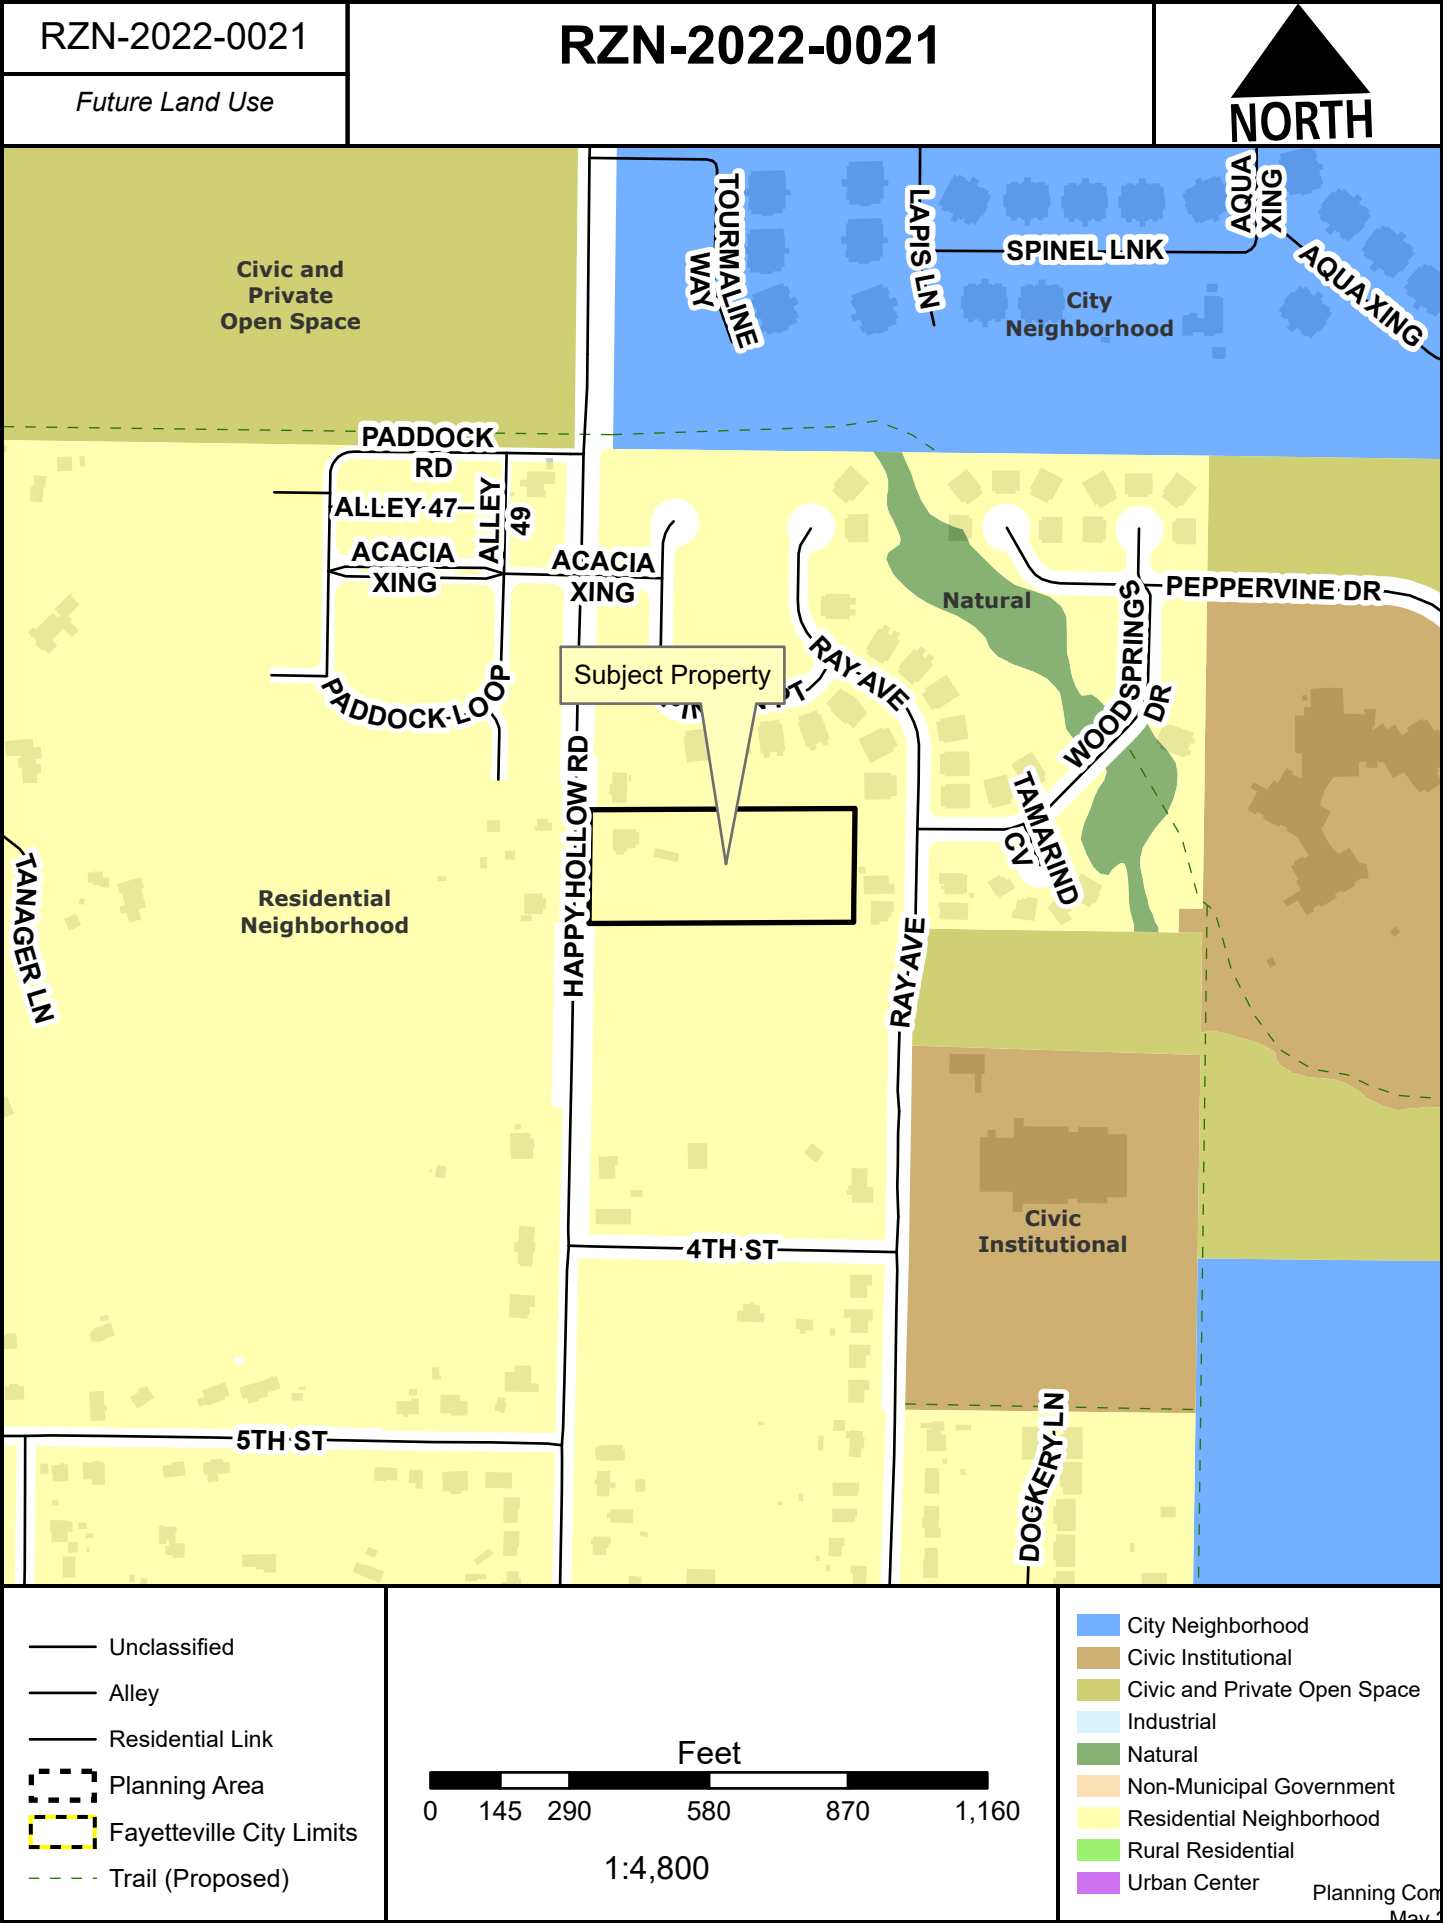 RZN-2022-0021
Future Land Use
RZN-2022-0021
NORTH
Civic and
Private
Open Space
TOURMALINE
WAY
LAPIS LN
SPINEL LNK
AQUA
XING
AQUA XING
City
Neighborhood
PADDOCK
RD
ALLEY 47
ALLEY
49
ACACIA
XING
ACACIA
XING
PADDOCK LOOP
Natural
PEPPERVINE DR
WOODSPRINGS
DR
RAY AVE
PT
Subject Property
HAPPY HOLLOW RD
TAMARIND
CV
TANAGER LN
Residential
Neighborhood
RAY AVE
Civic
Institutional
4TH ST
5TH ST
DOCKERY LN
Unclassified
Alley
Residential Link
Planning Area
Fayetteville City Limits
Trail (Proposed)
Feet
0 145 290 580 870 1,160
1:4,800
City Neighborhood
Civic Institutional
Civic and Private Open Space
Industrial
Natural
Non-Municipal Government
Residential Neighborhood
Rural Residential
Urban Center
Planning Com
May